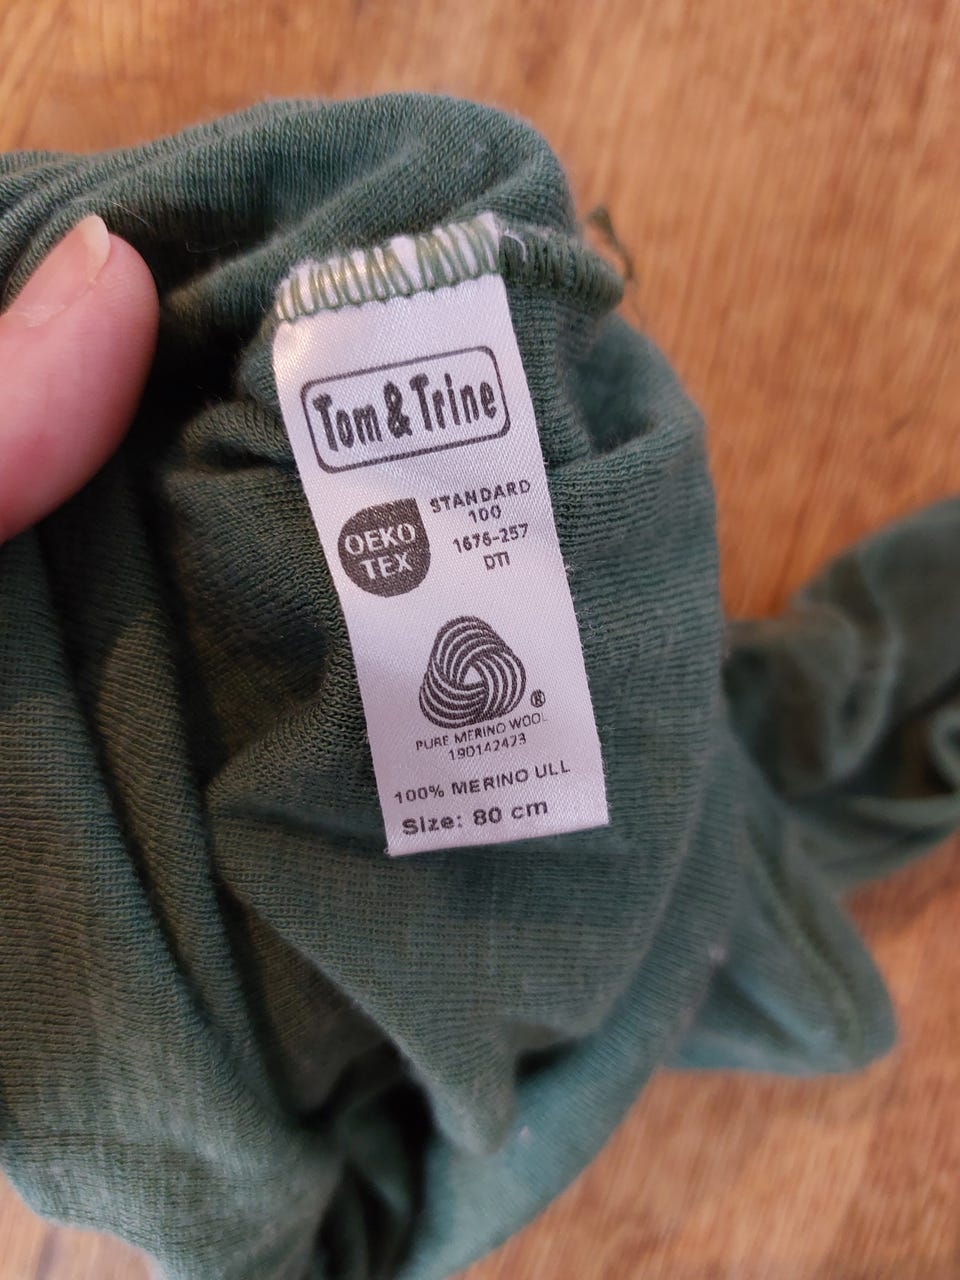 Tom & Trine
OEKO
TEX
STANDARD
100
1676-257
DTI
PURE MERINO WOOL
190142423
100% MERINO ULL
Size: 80 cm